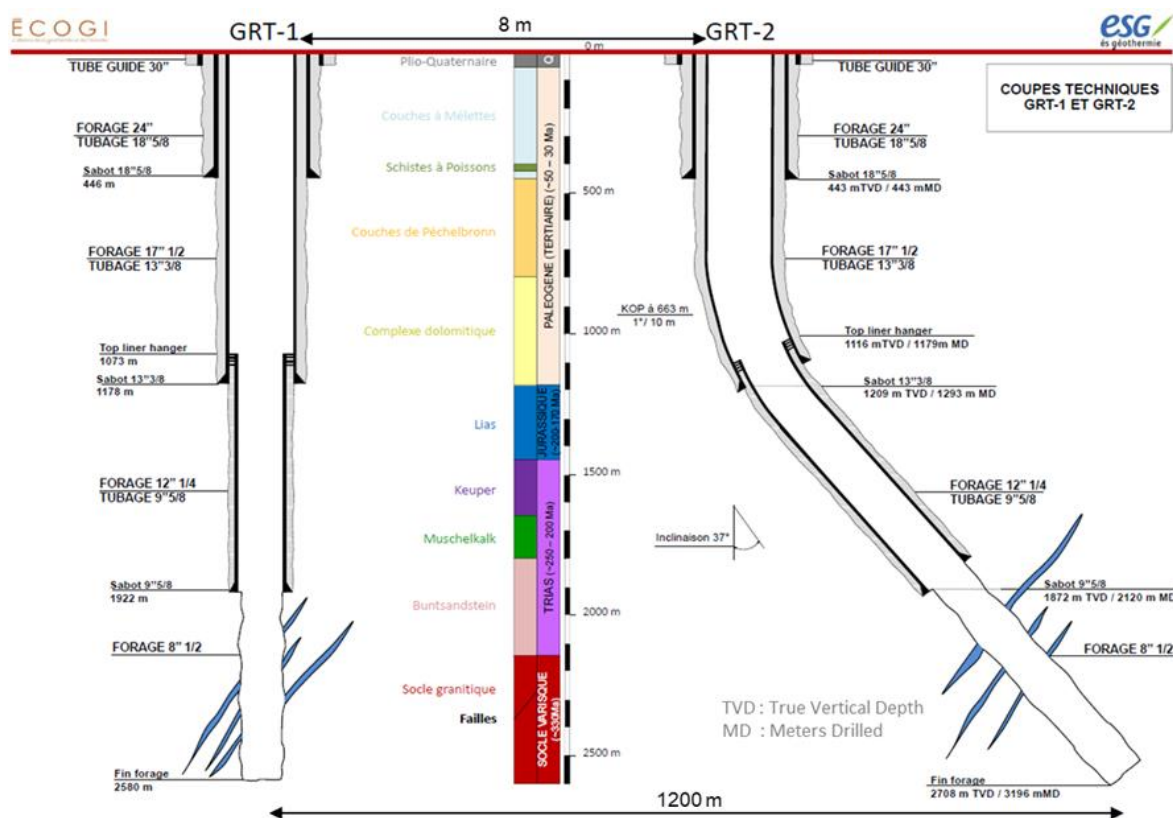 ECOGI
GRT-1
8 m
GRT-2
esg
és géothermie
0 m
TUBE GUIDE 30"
Plio-Quaternaire
Q
TUBE GUIDE 30"
COUPES TECHNIQUES
GRT-1 ET GRT-2
FORAGE 24"
TUBAGE 18"5/8
Couches à Mélettes
FORAGE 24"
TUBAGE 18"5/8
Sabot 18"5/8
446 m
Schistes à Poissons
Sabot 18"5/8
443 mTVD / 443 mMD
500 m
PALEOGENE (TERTIAIRE) (~50 – 30 Ma)
FORAGE 17" 1/2
TUBAGE 13"3/8
Couches de Péchelbronn
FORAGE 17" 1/2
TUBAGE 13"3/8
KOP à 663 m
1°/ 10 m
Complexe dolomitique
1000 m
Top liner hanger
1116 mTVD / 1179m MD
Top liner hanger
1073 m
Sabot 13"3/8
1178 m
Sabot 13"3/8
1209 m TVD / 1293 m MD
Lias
JURASSIQUE
(~200-170 Ma)
1500 m
FORAGE 12" 1/4
TUBAGE 9"5/8
Keuper
FORAGE 12" 1/4
TUBAGE 9"5/8
Muschelkalk
TRIAS (~250 – 200 Ma)
Inclinaison 37°
Sabot 9"5/8
1922 m
Buntsandstein
2000 m
Sabot 9"5/8
1872 m TVD / 2120 m MD
FORAGE 8" 1/2
FORAGE 8" 1/2
Socle granitique
Failles
SOCLE VARISQUE
(~330Ma)
TVD : True Vertical Depth
MD : Meters Drilled
2500 m
Fin forage
2580 m
Fin forage
2708 m TVD / 3196 mMD
1200 m